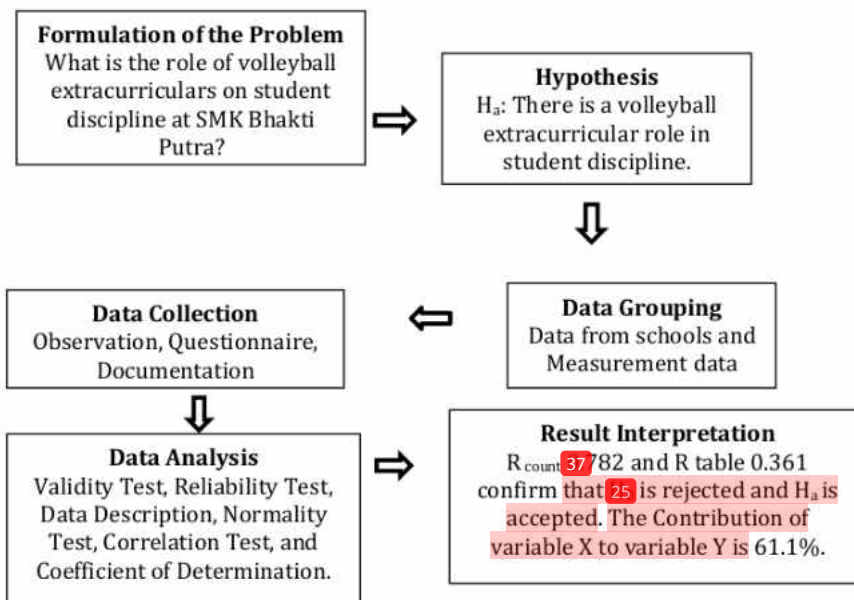 Formulation of the Problem
What is the role of volleyball
extracurriculars on student
discipline at SMK Bhakti
Putra?
Hypothesis
Hₐ: There is a volleyball
extracurricular role in
student discipline.
Data Grouping
Data from schools and
Measurement data
Data Collection
Observation, Questionnaire,
Documentation
Data Analysis
Validity Test, Reliability Test,
Data Description, Normality
Test, Correlation Test, and
Coefficient of Determination.
Result Interpretation
R count 37 782 and R table 0.361
confirm that 25 is rejected and Hₐ is
accepted. The Contribution of
variable X to variable Y is 61.1%.